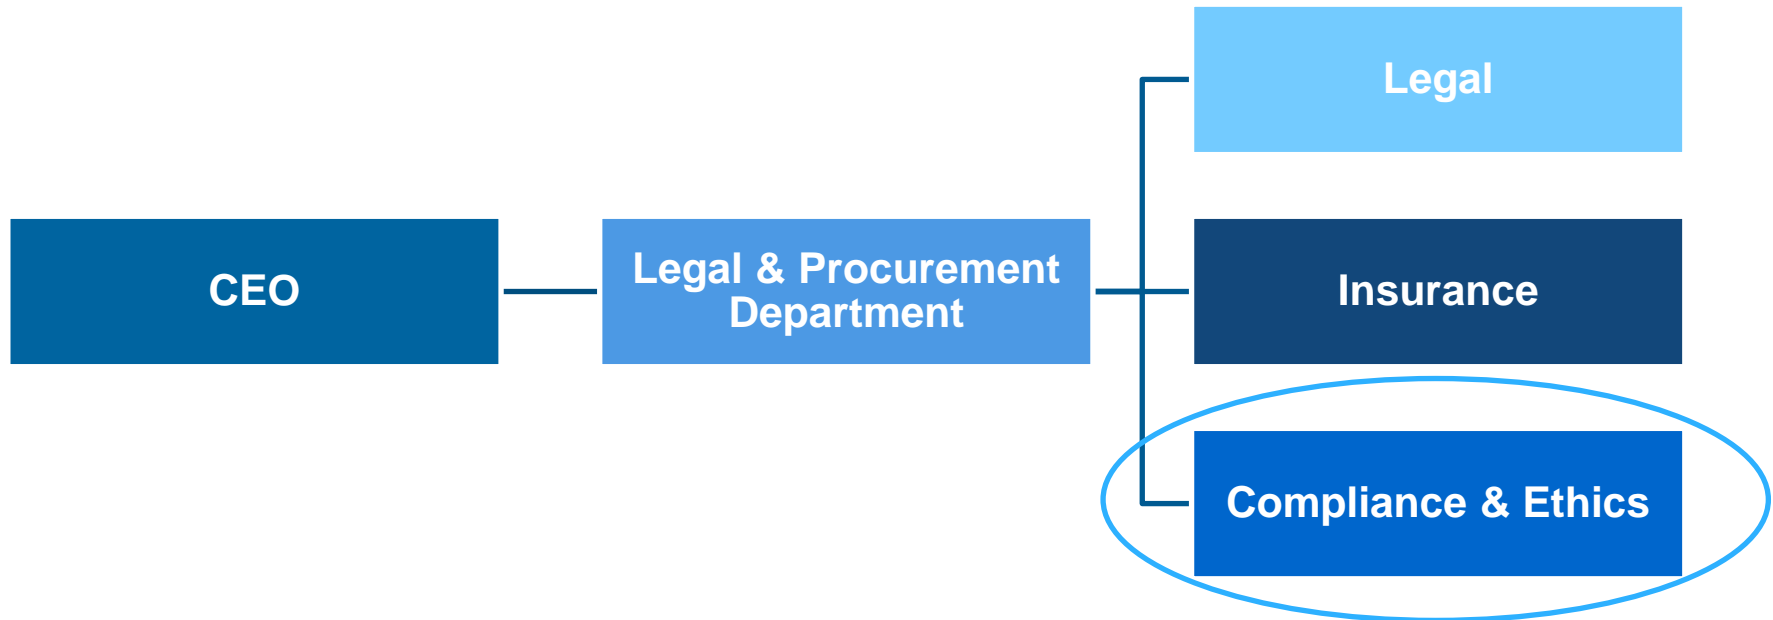 Legal
CEO
Legal & Procurement
Department
Insurance
Compliance & Ethics